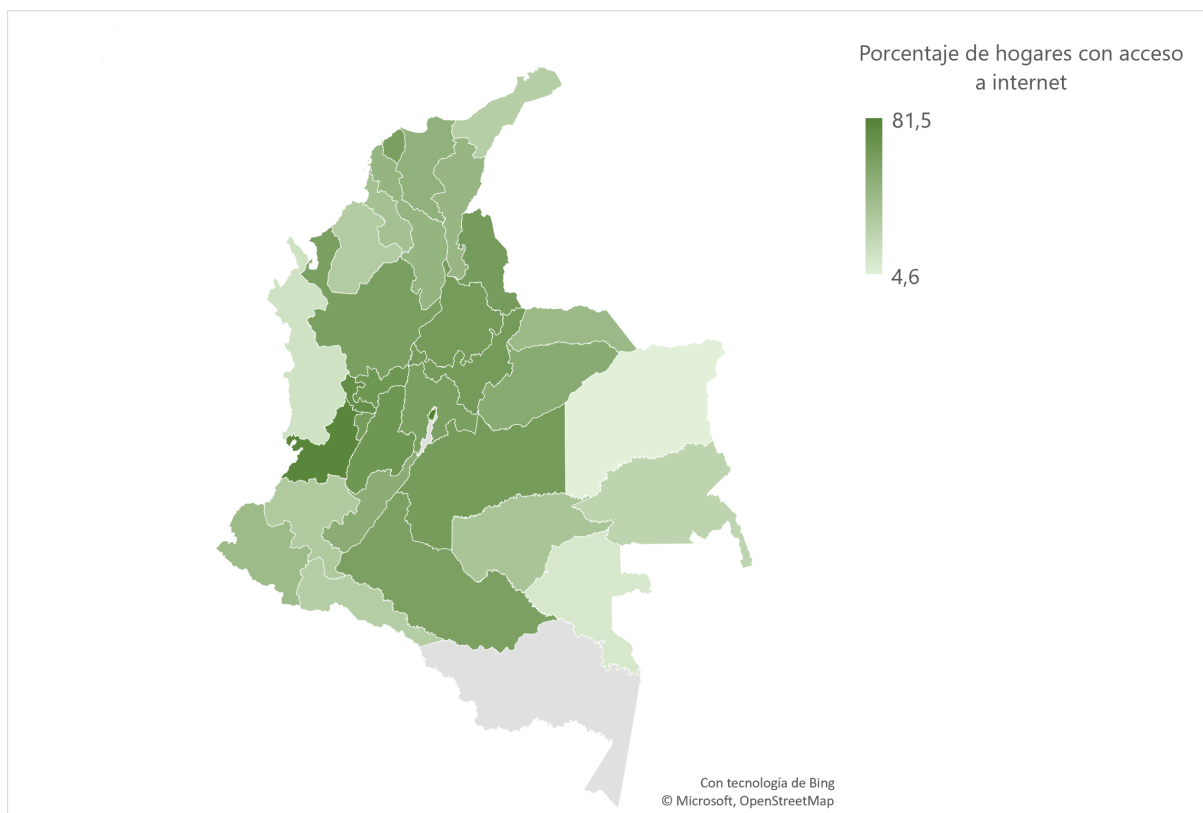 Porcentaje de hogares con acceso
a internet
81,5
4,6
Con tecnología de Bing
© Microsoft, OpenStreetMap